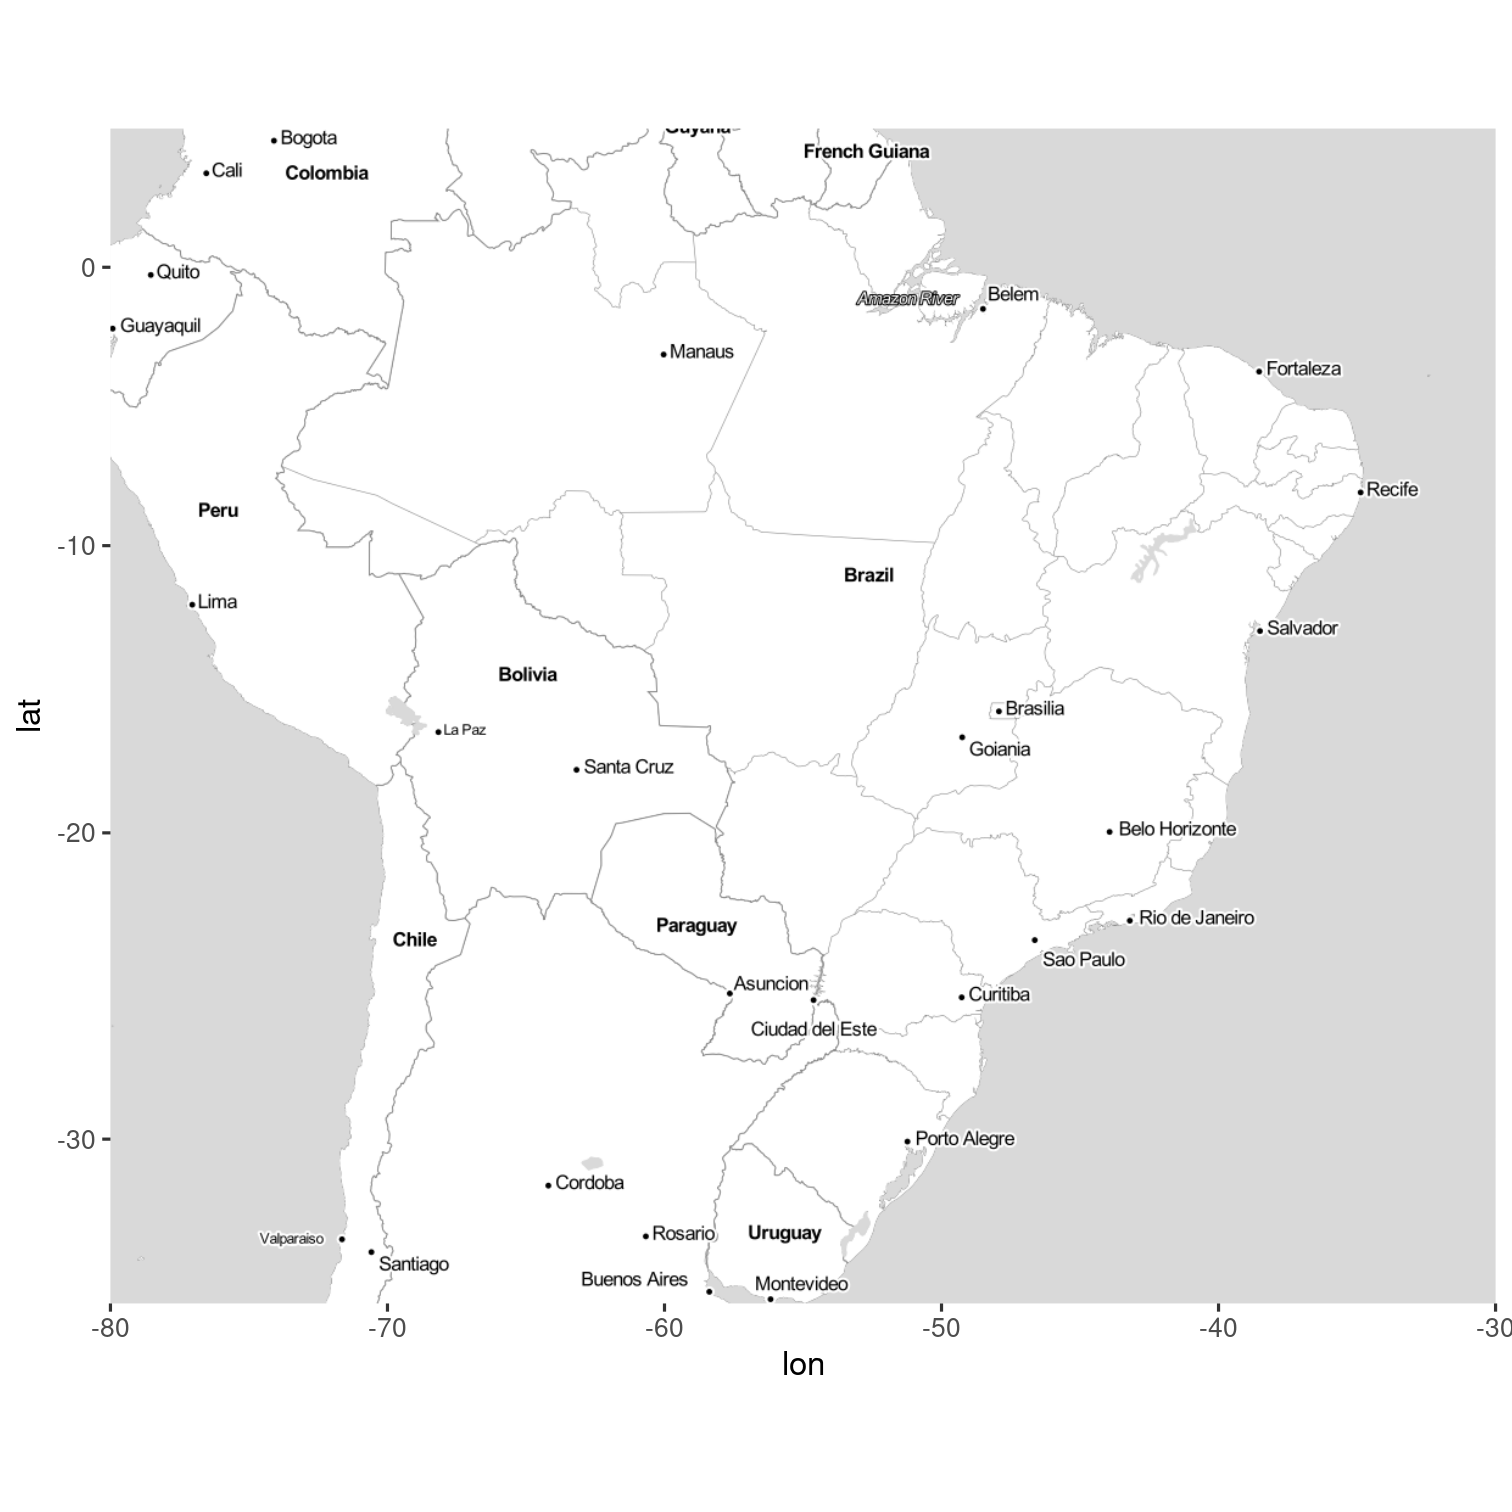 Guyana
Bogota
French Guiana
Cali
Colombia
0
Quito
Amazon River
Belem
Guayaquil
Manaus
Fortaleza
Recife
Peru
-10
Brazil
Lima
Salvador
Bolivia
lat
Brasilia
La Paz
Goiania
Santa Cruz
-20
Belo Horizonte
Rio de Janeiro
Paraguay
Chile
Sao Paulo
Asuncion
Curitiba
Ciudad del Este
-30
Porto Alegre
Cordoba
Rosario
Uruguay
Valparaiso
Santiago
Buenos Aires
Montevideo
-80
-70
-60
-50
-40
-30
lon